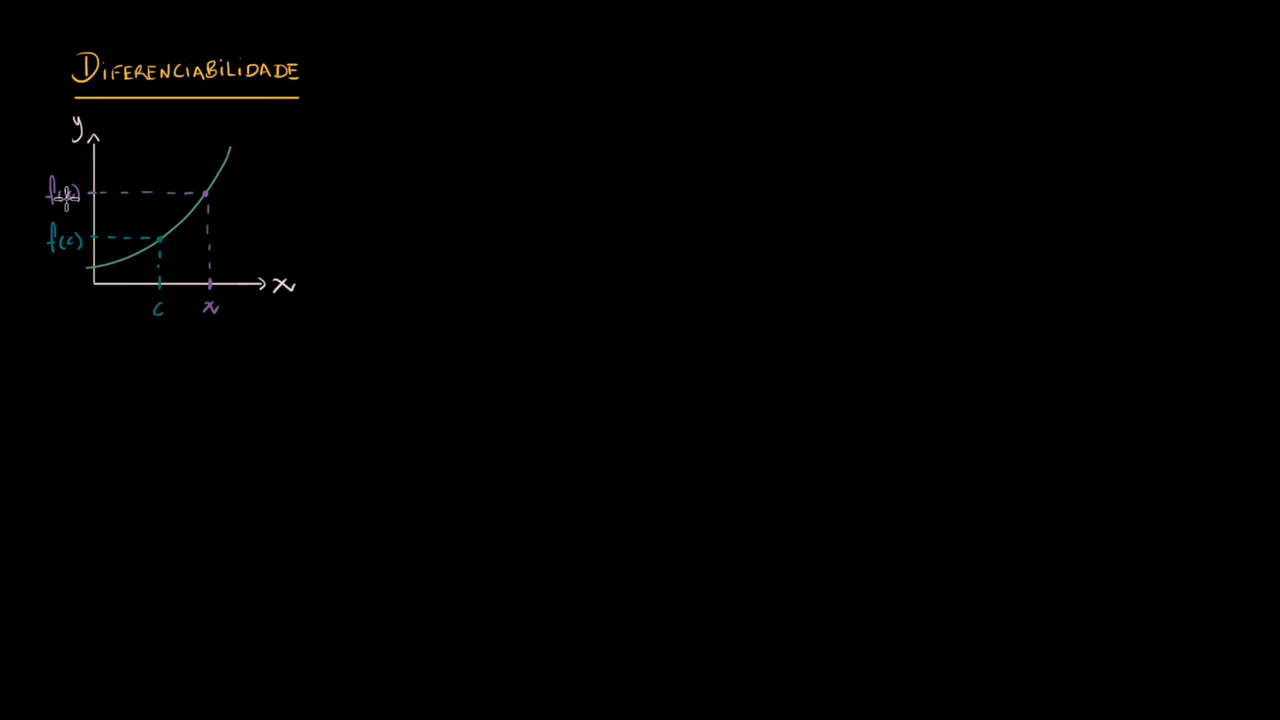 DIFERENCIABILIDADE
y
f(x)
f(c)
x
c x